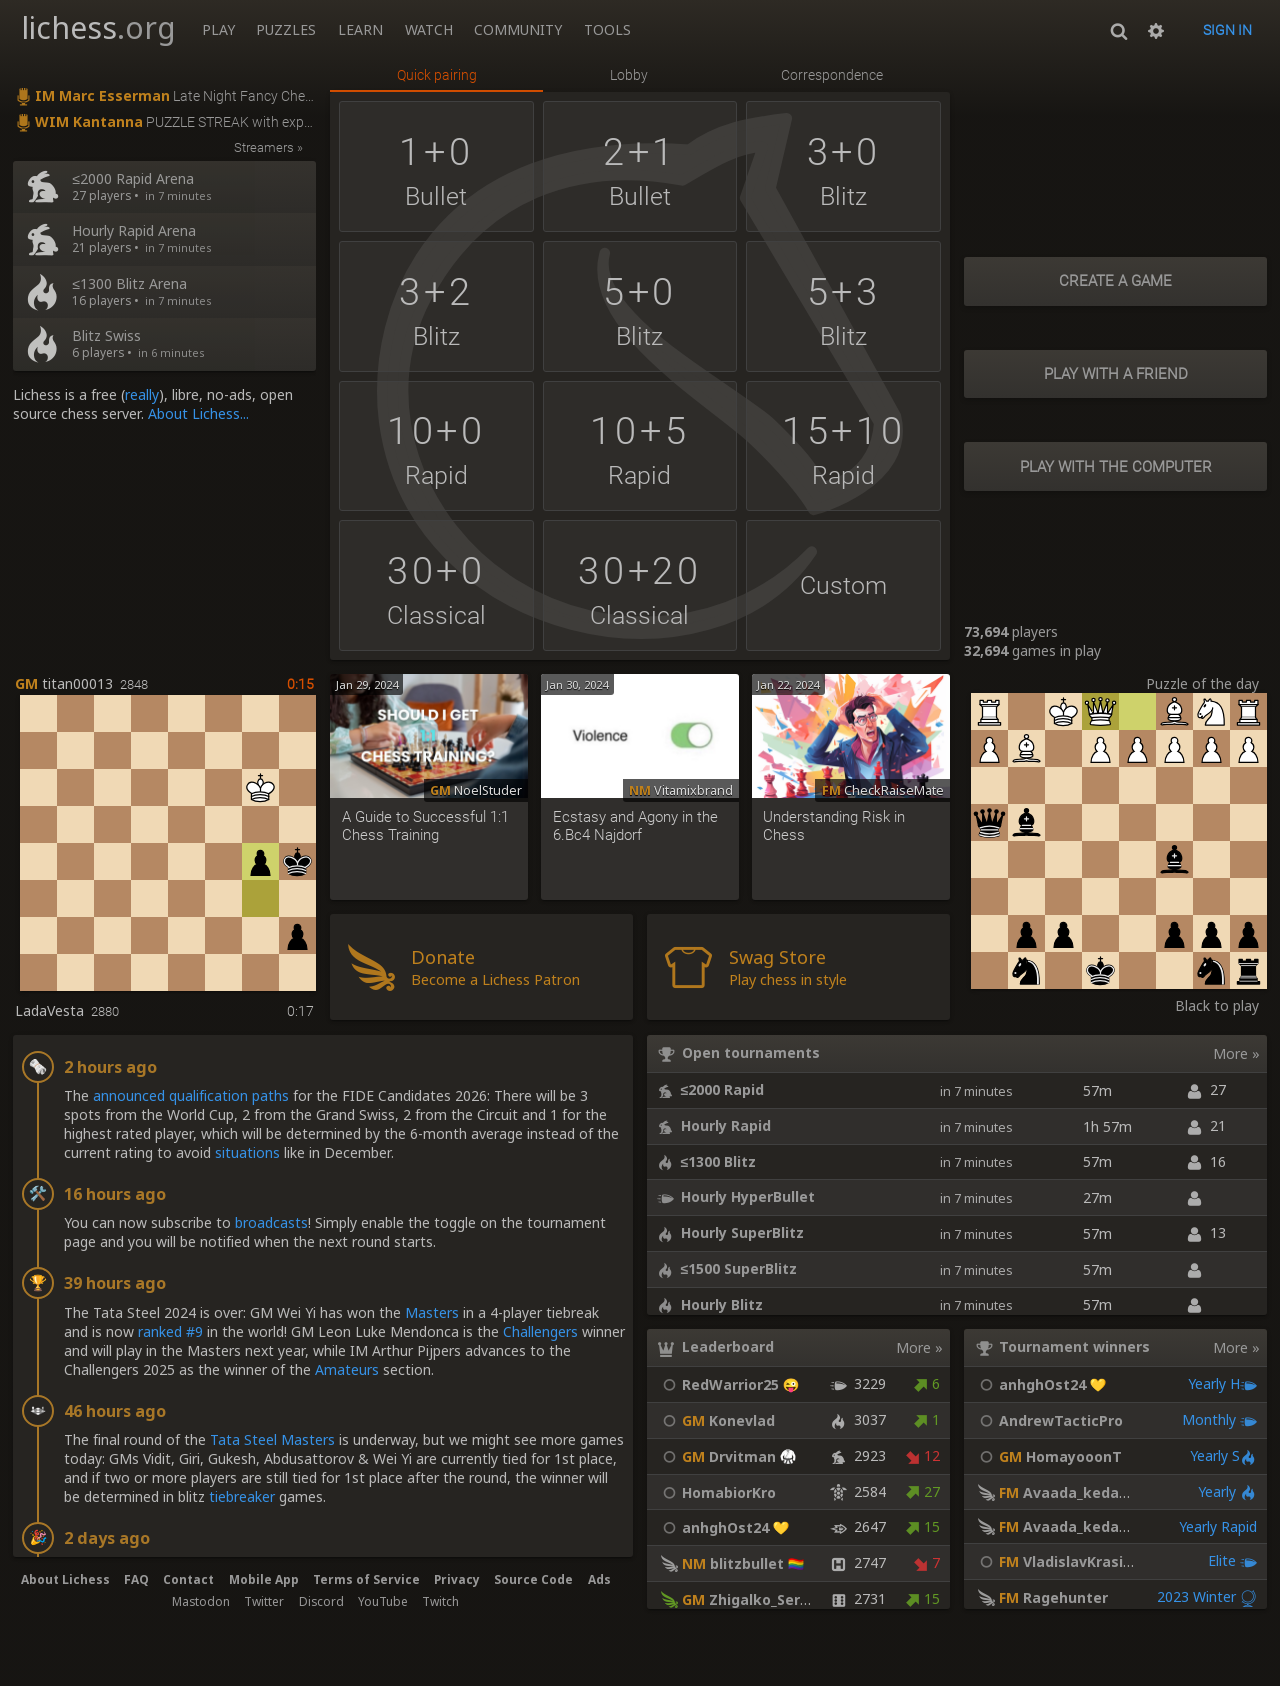 lichess.org PLAY PUZZLES LEARN WATCH COMMUNITY TOOLS SIGN IN
IM Marc Esserman Late Night Fancy Che...
WIM Kantanna PUZZLE STREAK with exp...
Streamers »
≤2000 Rapid Arena
27 players • in 7 minutes
Hourly Rapid Arena
21 players • in 7 minutes
≤1300 Blitz Arena
16 players • in 7 minutes
Blitz Swiss
6 players • in 6 minutes
Lichess is a free (really), libre, no-ads, open
source chess server. About Lichess...
Quick pairing Lobby Correspondence
1+0 2+1 3+0
Bullet Bullet Blitz
3+2 5+0 5+3
Blitz Blitz Blitz
10+0 10+5 15+10
Rapid Rapid Rapid
30+0 30+20 Custom
Classical Classical
CREATE A GAME
PLAY WITH A FRIEND
PLAY WITH THE COMPUTER
73,694 players
32,694 games in play
GM titan00013 2848 0:15
LadaVesta 2880 0:17
Jan 29, 2024
SHOULD I GET
1:1
CHESS TRAINING?
GM NoelStuder
A Guide to Successful 1:1
Chess Training
Jan 30, 2024
Violence
NM Vitamixbrand
Ecstasy and Agony in the
6.Bc4 Najdorf
Jan 22, 2024
FM CheckRaiseMate
Understanding Risk in
Chess
Puzzle of the day
Black to play
Donate
Become a Lichess Patron
Swag Store
Play chess in style
2 hours ago
The announced qualification paths for the FIDE Candidates 2026: There will be 3
spots from the World Cup, 2 from the Grand Swiss, 2 from the Circuit and 1 for the
highest rated player, which will be determined by the 6-month average instead of the
current rating to avoid situations like in December.
16 hours ago
You can now subscribe to broadcasts! Simply enable the toggle on the tournament
page and you will be notified when the next round starts.
39 hours ago
The Tata Steel 2024 is over: GM Wei Yi has won the Masters in a 4-player tiebreak
and is now ranked #9 in the world! GM Leon Luke Mendonca is the Challengers winner
and will play in the Masters next year, while IM Arthur Pijpers advances to the
Challengers 2025 as the winner of the Amateurs section.
46 hours ago
The final round of the Tata Steel Masters is underway, but we might see more games
today: GMs Vidit, Giri, Gukesh, Abdusattorov & Wei Yi are currently tied for 1st place,
and if two or more players are still tied for 1st place after the round, the winner will
be determined in blitz tiebreaker games.
2 days ago
Open tournaments More »
≤2000 Rapid in 7 minutes 57m 27
Hourly Rapid in 7 minutes 1h 57m 21
≤1300 Blitz in 7 minutes 57m 16
Hourly HyperBullet in 7 minutes 27m
Hourly SuperBlitz in 7 minutes 57m 13
≤1500 SuperBlitz in 7 minutes 57m
Hourly Blitz in 7 minutes 57m
Leaderboard More »
RedWarrior25 😜 3229 6
GM Konevlad 3037 1
GM Drvitman 🥋 2923 12
HomabiorKro 2584 27
anhghOst24 💛 2647 15
NM blitzbullet 🏳️‍🌈 2747 7
GM Zhigalko_Ser... 2731 15
Tournament winners More »
anhghOst24 💛 Yearly H
AndrewTacticPro Monthly
GM HomayooonT Yearly S
FM Avaada_keda... Yearly
FM Avaada_keda... Yearly Rapid
FM VladislavKrasi... Elite
FM Ragehunter 2023 Winter
About Lichess FAQ Contact Mobile App Terms of Service Privacy Source Code Ads
Mastodon Twitter Discord YouTube Twitch